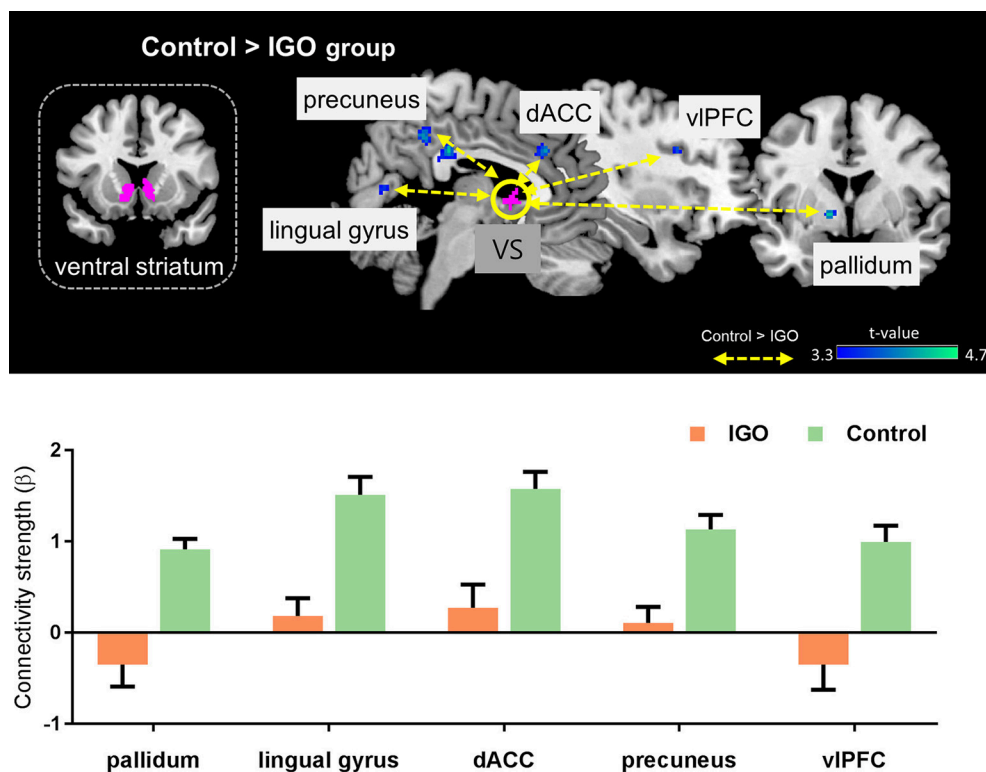 Control > IGO group
precuneus
dACC
vlPFC
lingual gyrus
VS
ventral striatum
pallidum
Control > IGO
t-value
3.3
4.7
IGO
Control
Connectivity strength (β)
2
1
0
-1
pallidum
lingual gyrus
dACC
precuneus
vlPFC